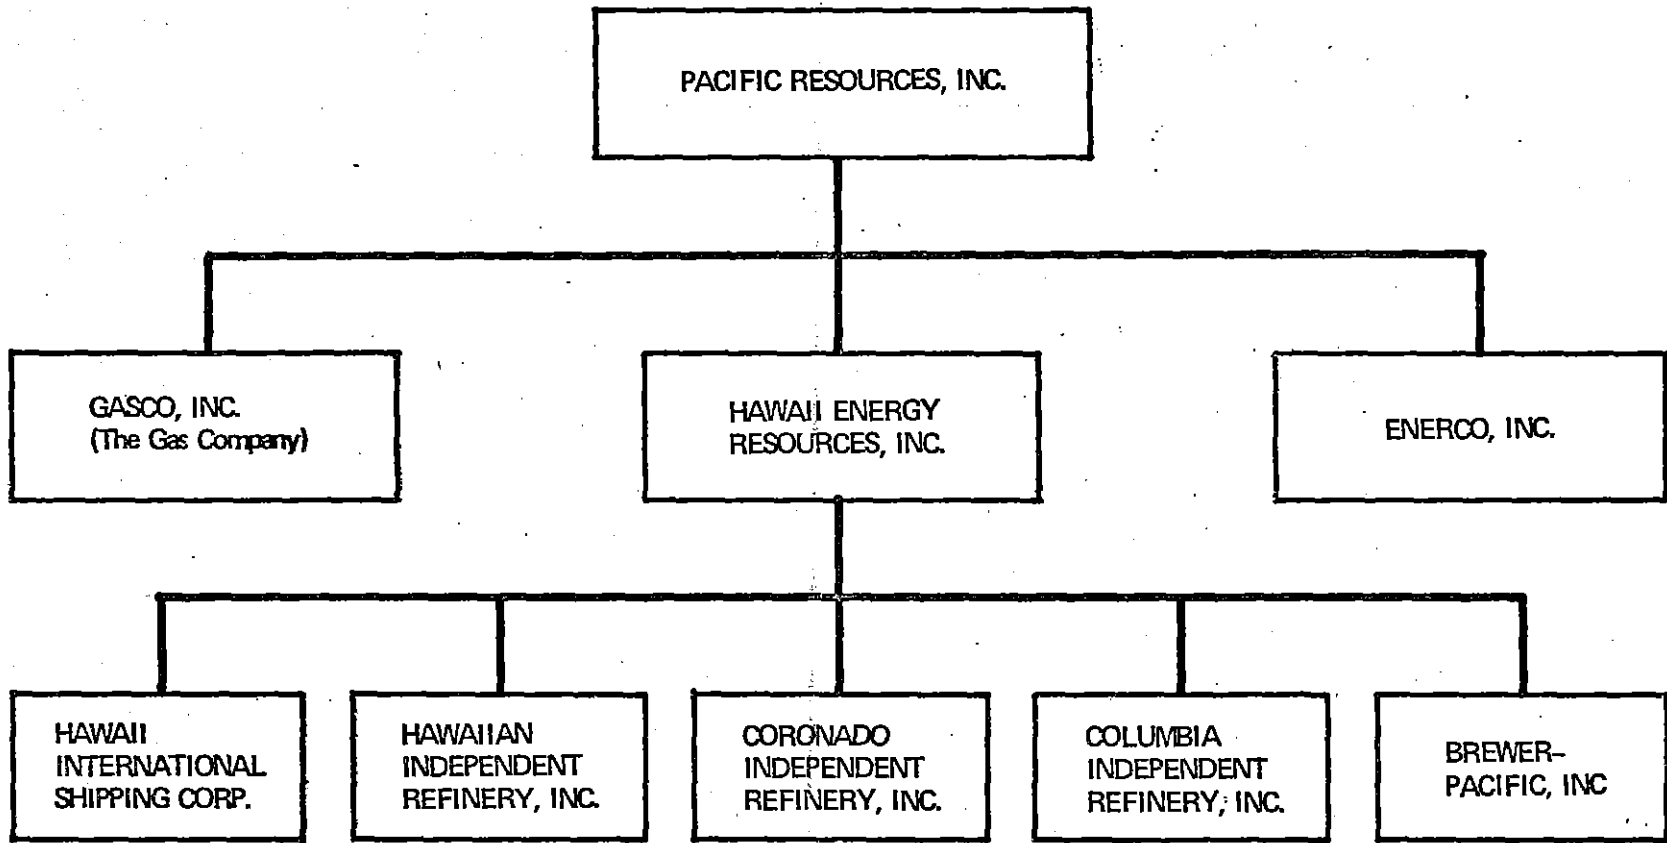 PACIFIC RESOURCES, INC.
GASCO, INC.
(The Gas Company)
HAWAII ENERGY
RESOURCES, INC.
ENERCO, INC.
HAWAII
INTERNATIONAL
SHIPPING CORP.
HAWAIIAN
INDEPENDENT
REFINERY, INC.
CORONADO
INDEPENDENT
REFINERY, INC.
COLUMBIA
INDEPENDENT
REFINERY, INC.
BREWER–
PACIFIC, INC